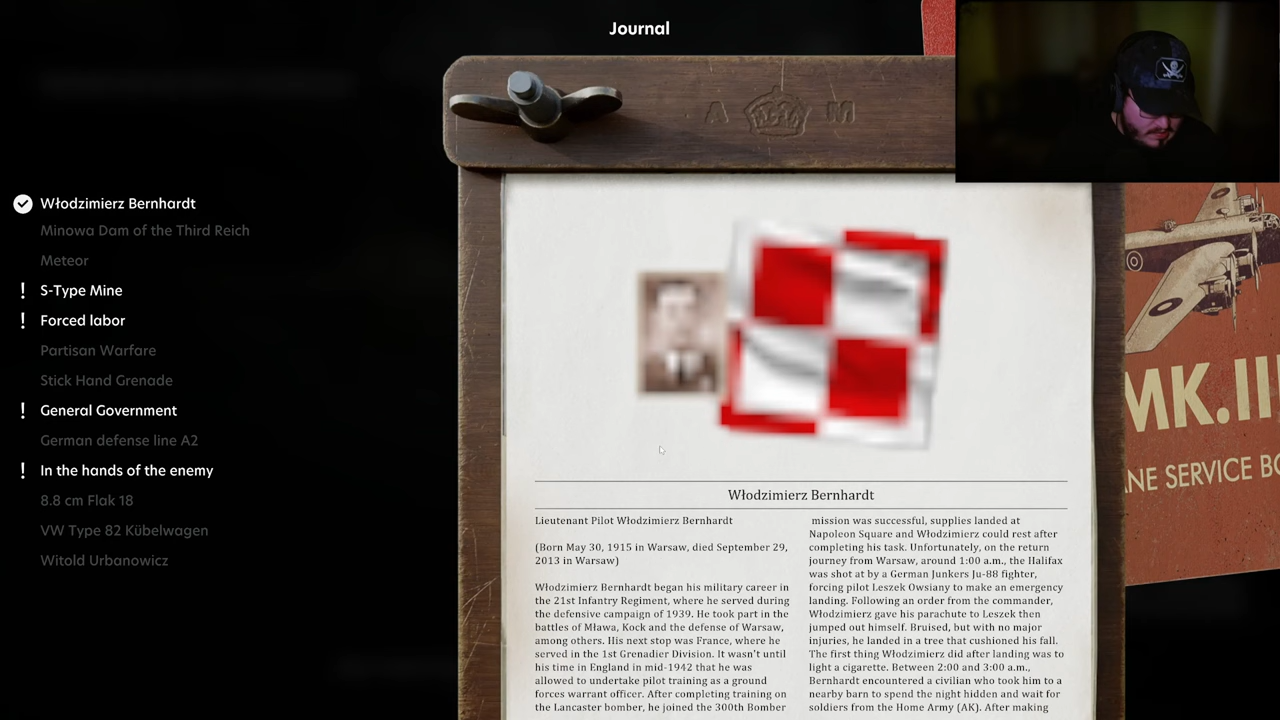 Journal
A M
Włodzimierz Bernhardt
Minowa Dam of the Third Reich
Meteor
! S-Type Mine
! Forced labor
Partisan Warfare
Stick Hand Grenade
! General Government
German defense line A2
! In the hands of the enemy
8.8 cm Flak 18
VW Type 82 Kübelwagen
Witold Urbanowicz
MK.III
NE SERVICE BO
Włodzimierz Bernhardt
Lieutenant Pilot Włodzimierz Bernhardt
(Born May 30, 1915 in Warsaw, died September 29,
2013 in Warsaw)
Włodzimierz Bernhardt began his military career in
the 21st Infantry Regiment, where he served during
the defensive campaign of 1939. He took part in the
battles of Mława, Kock and the defense of Warsaw,
among others. His next stop was France, where he
served in the 1st Grenadier Division. It wasn't until
his time in England in mid-1942 that he was
allowed to undertake pilot training as a ground
forces warrant officer. After completing training on
the Lancaster bomber, he joined the 300th Bomber
mission was successful, supplies landed at
Napoleon Square and Włodzimierz could rest after
completing his task. Unfortunately, on the return
journey from Warsaw, around 1:00 a.m., the Halifax
was shot at by a German Junkers Ju-88 fighter,
forcing pilot Leszek Owsiany to make an emergency
landing. Following an order from the commander,
Włodzimierz gave his parachute to Leszek then
jumped out himself. Bruised, but with no major
injuries, he landed in a tree that cushioned his fall.
The first thing Włodzimierz did after landing was to
light a cigarette. Between 2:00 and 3:00 a.m.,
Bernhardt encountered a civilian who took him to a
nearby barn to spend the night hidden and wait for
soldiers from the Home Army (AK). After making